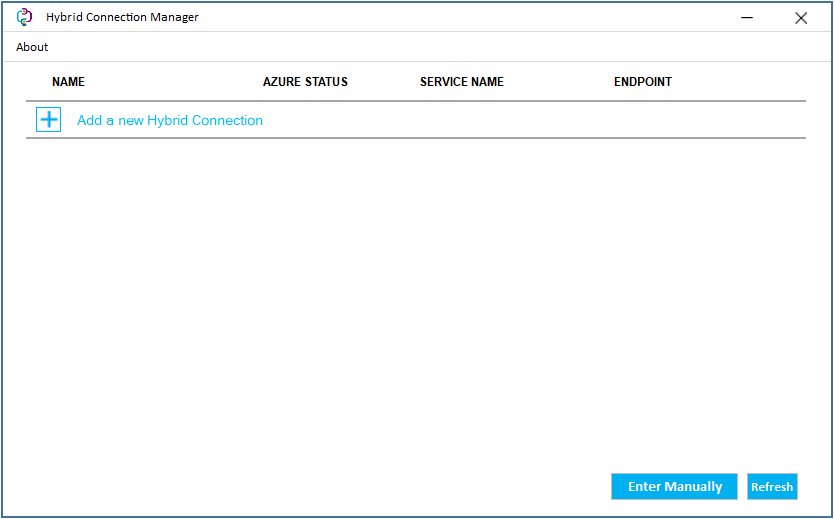 Hybrid Connection Manager
About
NAME AZURE STATUS SERVICE NAME ENDPOINT
Add a new Hybrid Connection
Enter Manually Refresh